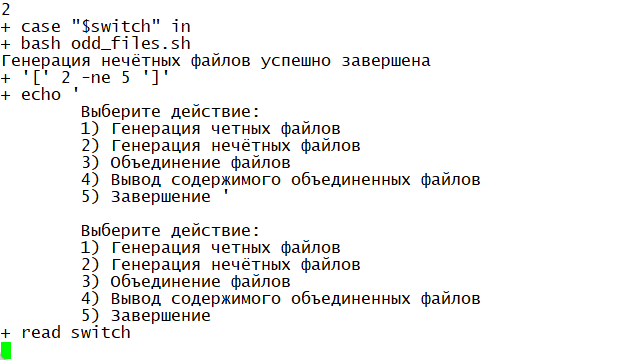 2
+ case "$switch" in
+ bash odd_files.sh
Генерация нечётных файлов успешно завершена
+ '[' 2 -ne 5 ']'
+ echo '
Выберите действие:
1) Генерация четных файлов
2) Генерация нечётных файлов
3) Объединение файлов
4) Вывод содержимого объединенных файлов
5) Завершение '
Выберите действие:
1) Генерация четных файлов
2) Генерация нечётных файлов
3) Объединение файлов
4) Вывод содержимого объединенных файлов
5) Завершение
+ read switch